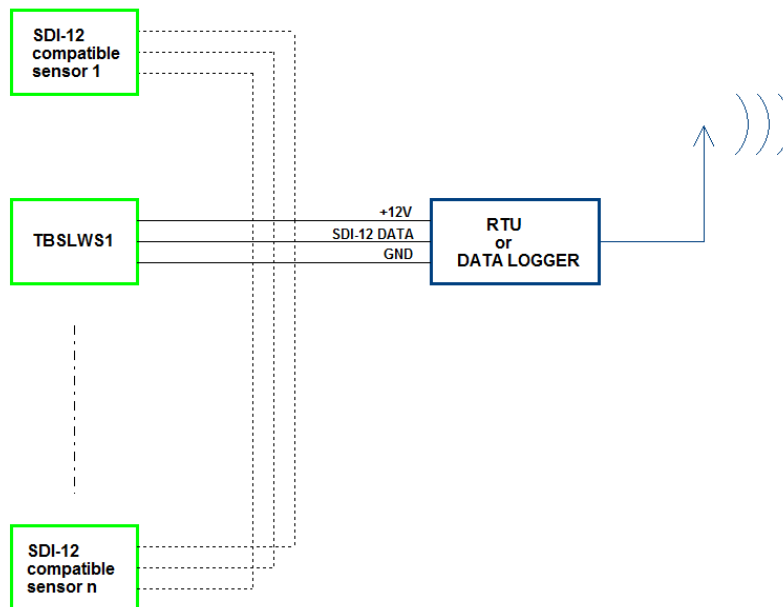 SDI-12
compatible
sensor 1
TBSLWS1
+12V
SDI-12 DATA
GND
RTU
or
DATA LOGGER
SDI-12
compatible
sensor n